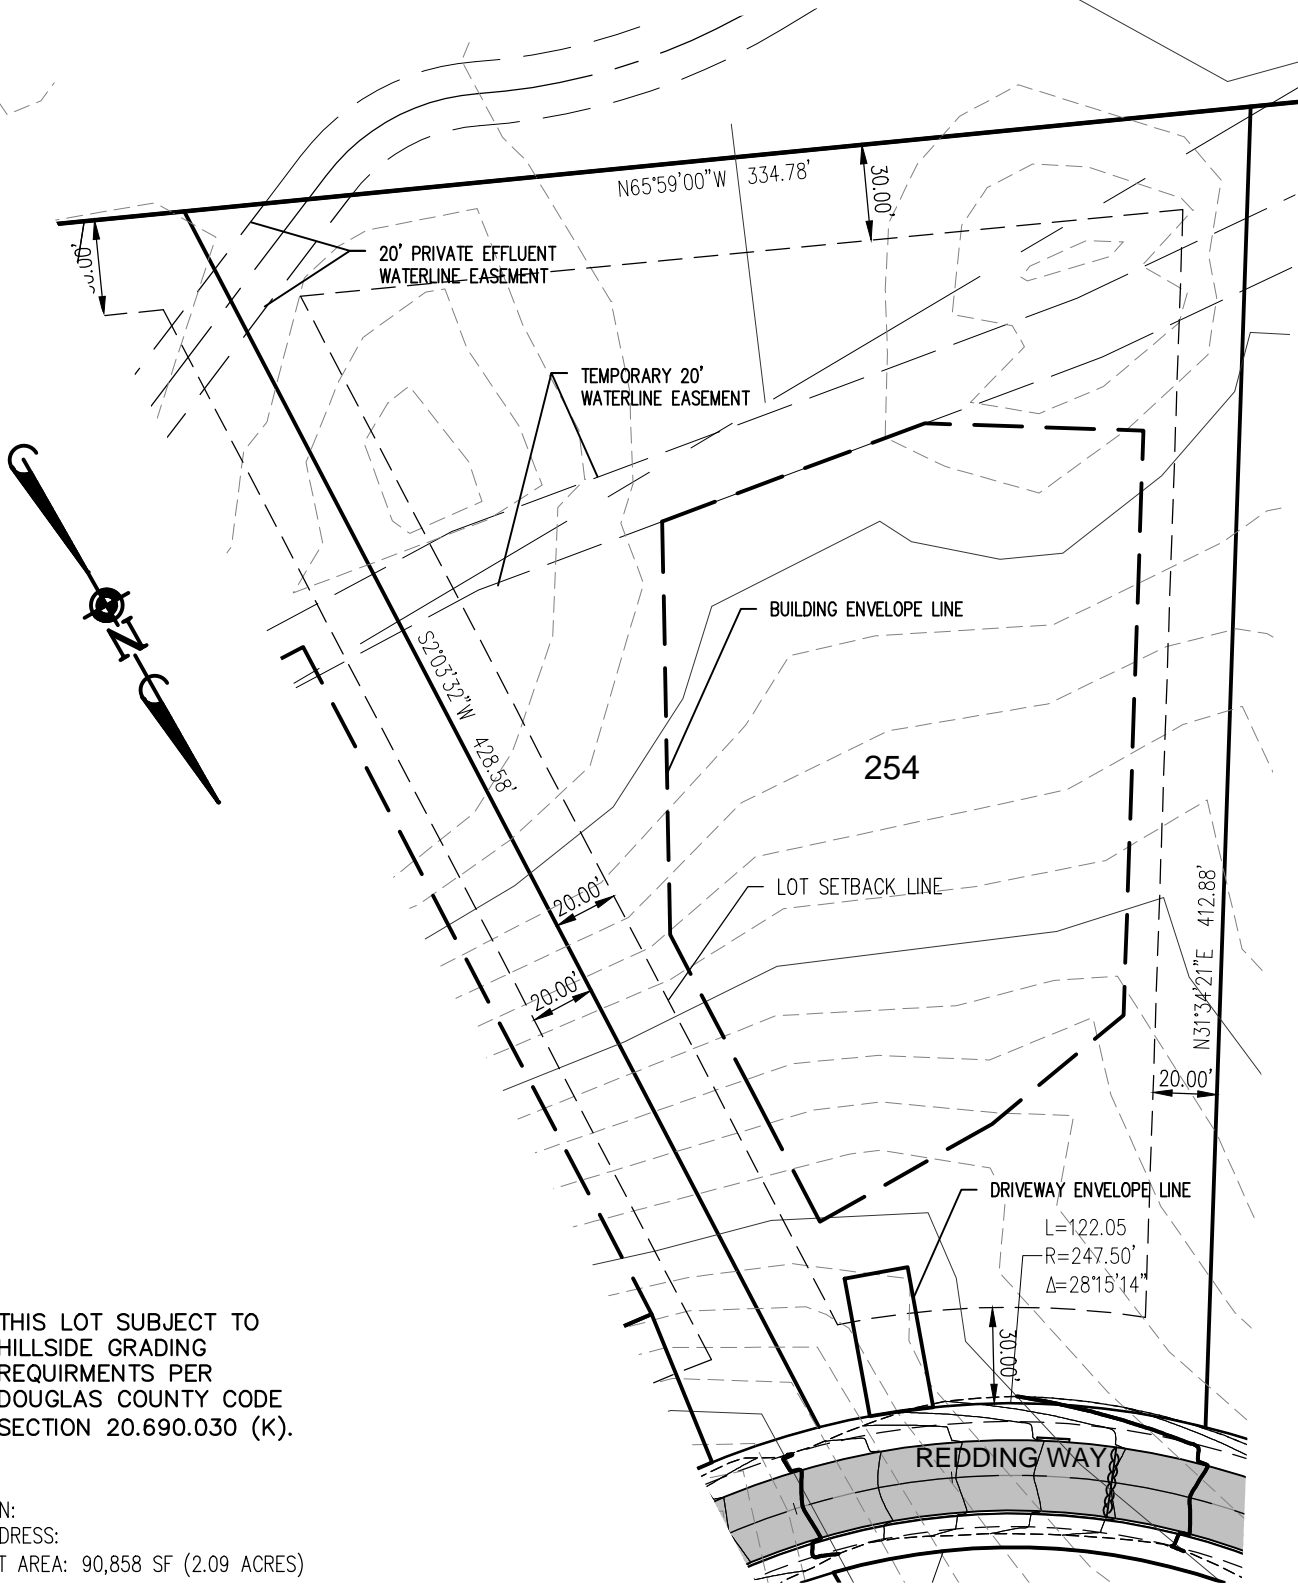 N65°59'00"W 334.78'
30.00'
20' PRIVATE EFFLUENT
WATERLINE EASEMENT
TEMPORARY 20'
WATERLINE EASEMENT
N
BUILDING ENVELOPE LINE
S2°03'32"W 428.58'
254
LOT SETBACK LINE
20.00'
20.00'
N31°34'21"E 412.88'
20.00'
DRIVEWAY ENVELOPE LINE
L=122.05
R=247.50'
Δ=28°15'14"
30.00'
REDDING WAY
THIS LOT SUBJECT TO
HILLSIDE GRADING
REQUIRMENTS PER
DOUGLAS COUNTY CODE
SECTION 20.690.030 (K).
N:
DRESS:
T AREA: 90,858 SF (2.09 ACRES)